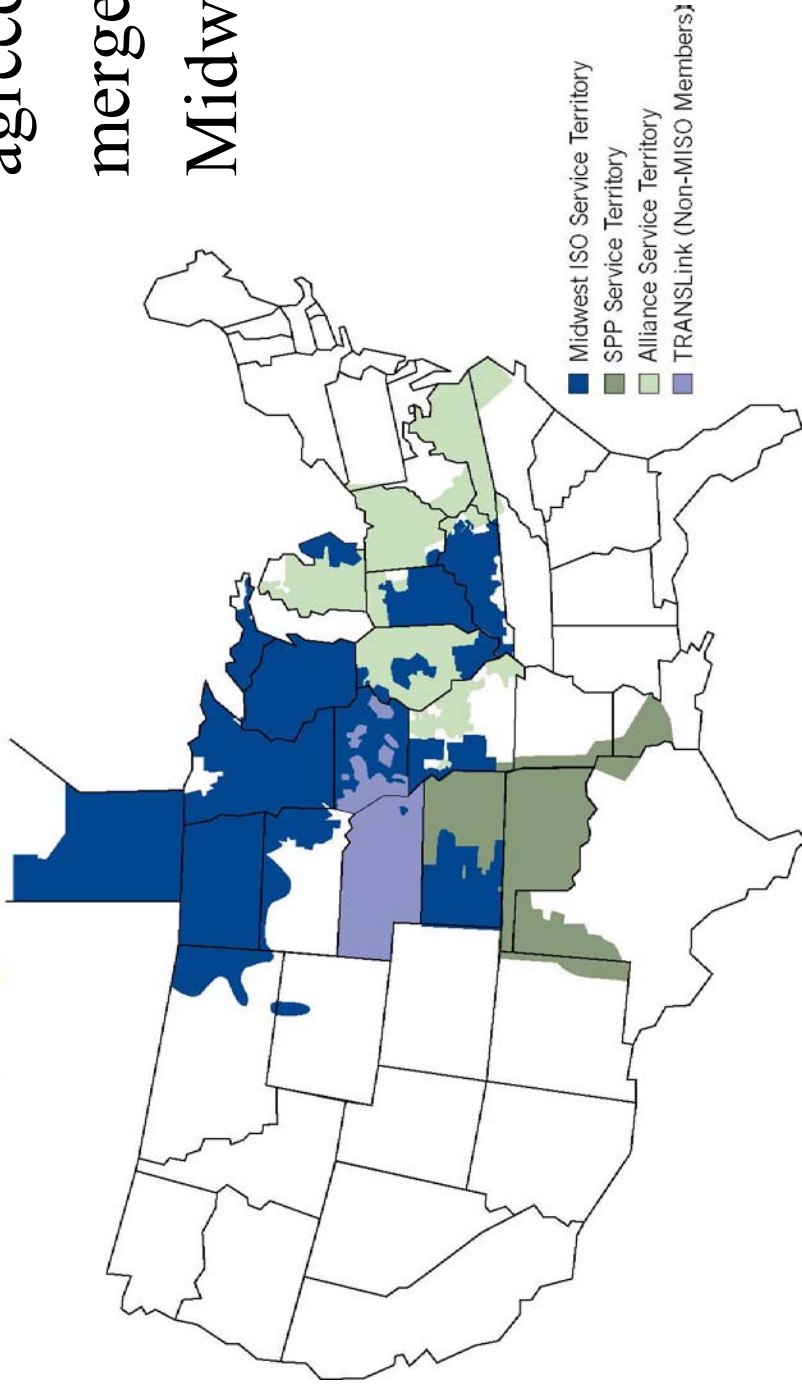 merge
Midw
Midwest ISO Service Territory
SPP Service Territory
Alliance Service Territory
TRANSLink (Non-MISO Members)